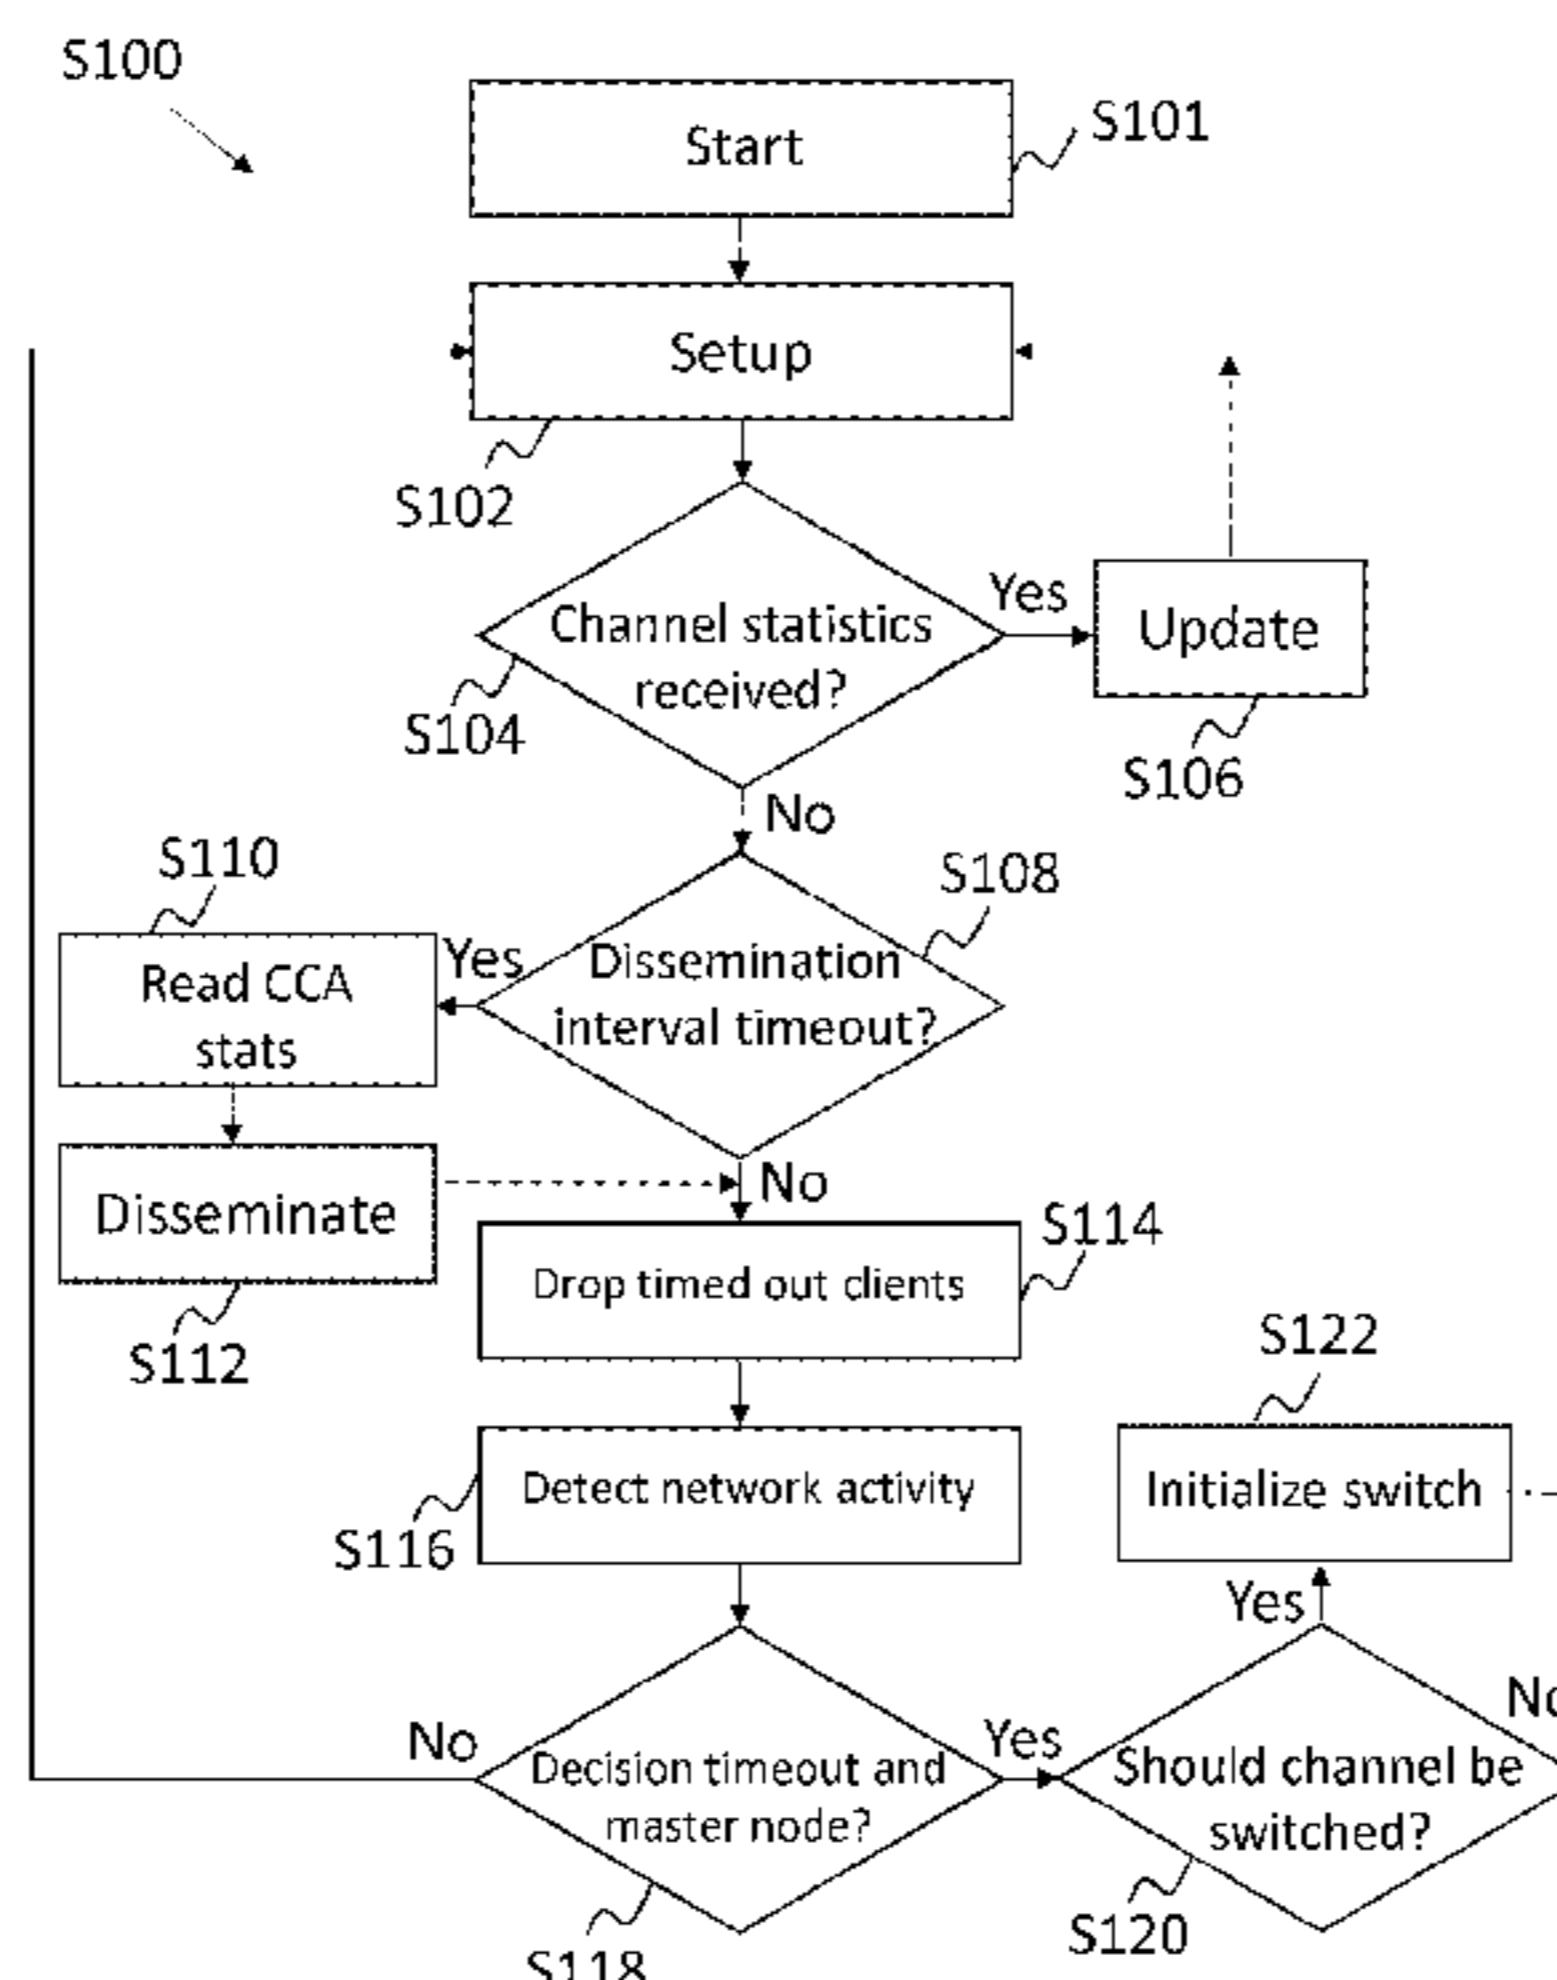 S100
Start
S101
Setup
S102
Channel statistics
received?
S104
Yes
Update
S106
No
S110
S108
Read CCA
stats
Yes
Dissemination
interval timeout?
Disseminate
S112
No
Drop timed out clients
S114
Detect network activity
S116
S122
Initialize switch
Yes
No
Decision timeout and
master node?
Yes
Should channel be
switched?
No
S120
S118